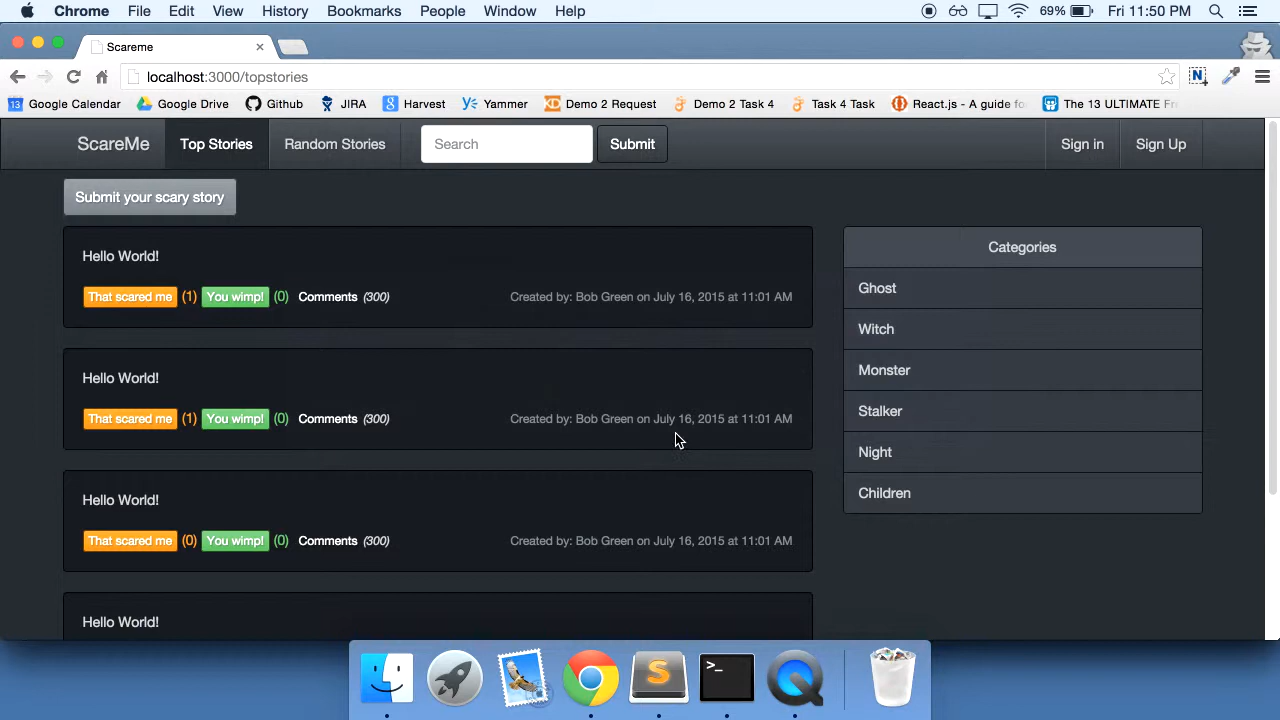 Chrome File Edit View History Bookmarks People Window Help 69% Fri 11:50 PM
Scareme
localhost:3000/topstories
13 Google Calendar Google Drive Github JIRA Harvest Yammer Demo 2 Request Demo 2 Task 4 Task 4 Task React.js - A guide fo The 13 ULTIMATE Fr
ScareMe Top Stories Random Stories Search Submit Sign in Sign Up
Submit your scary story
Hello World!
That scared me (1) You wimp! (0) Comments (300) Created by: Bob Green on July 16, 2015 at 11:01 AM
Hello World!
That scared me (1) You wimp! (0) Comments (300) Created by: Bob Green on July 16, 2015 at 11:01 AM
Hello World!
That scared me (0) You wimp! (0) Comments (300) Created by: Bob Green on July 16, 2015 at 11:01 AM
Hello World!
Categories
Ghost
Witch
Monster
Stalker
Night
Children